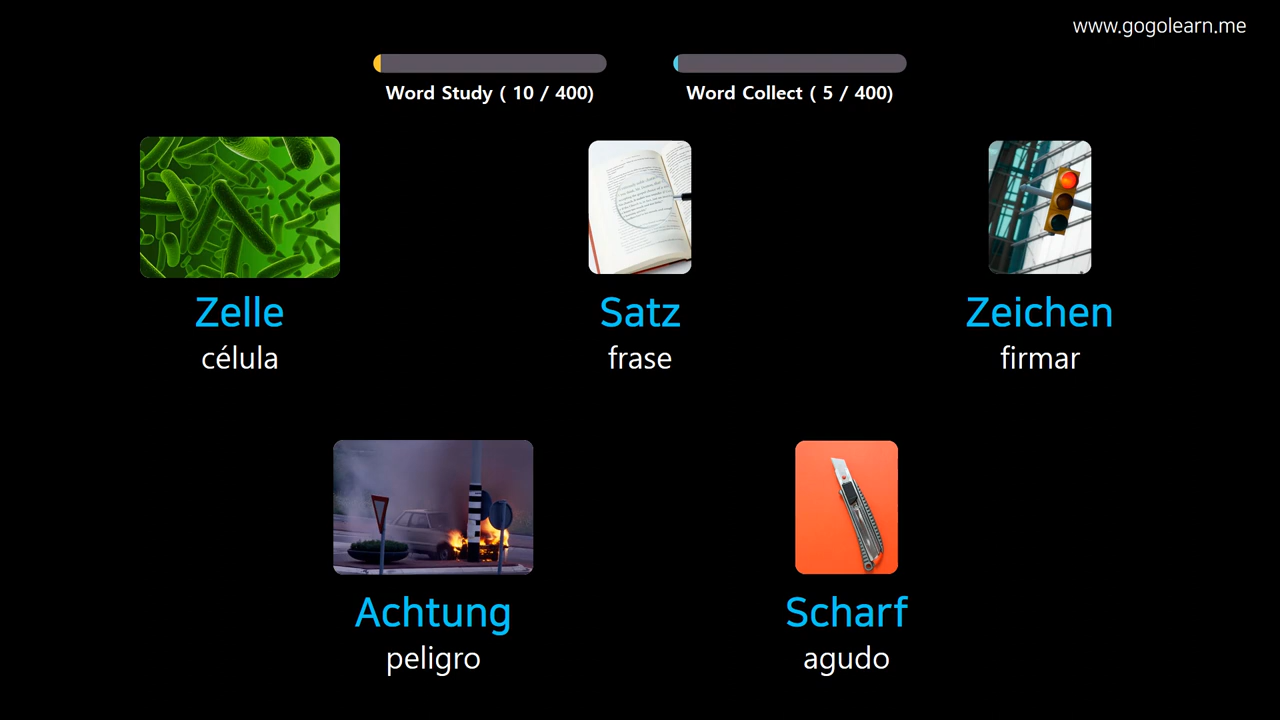 www.gogolearn.me
Word Study ( 10 / 400)
Word Collect ( 5 / 400)
Zelle
célula
Satz
frase
Zeichen
firmar
Achtung
peligro
Scharf
agudo